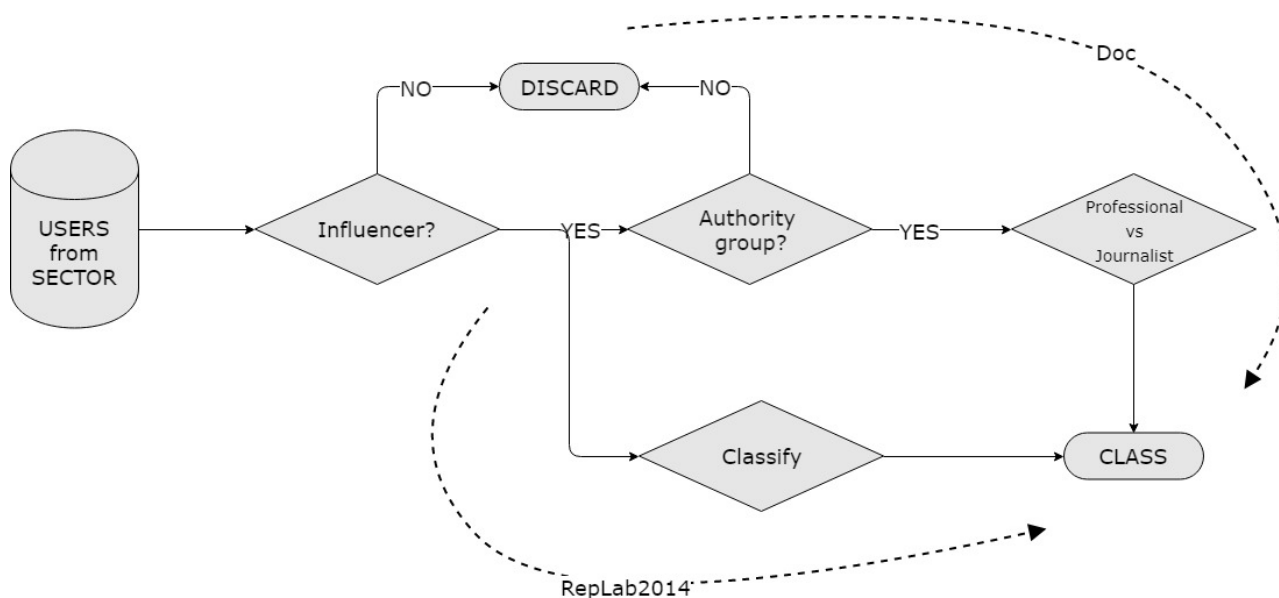 Doc
NO
DISCARD
NO
USERS
from
SECTOR
Influencer?
YES
Authority
group?
YES
Professional
vs
Journalist
Classify
CLASS
RepLab2014